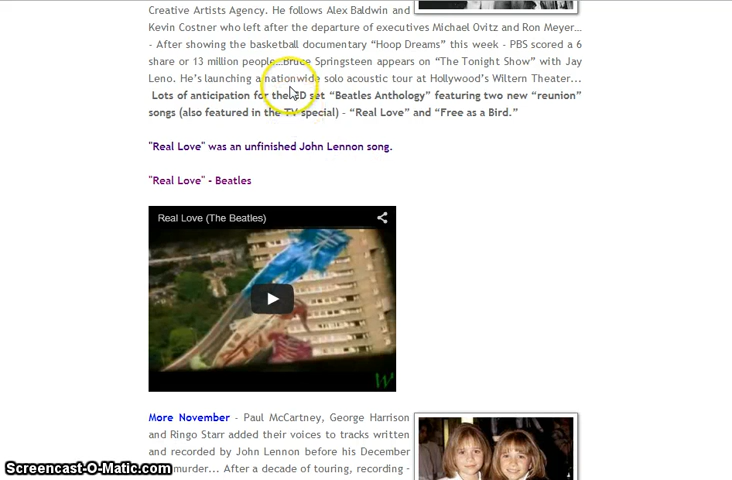 Creative Artists Agency. He follows Alex Baldwin and
Kevin Costner who left after the departure of executives Michael Ovitz and Ron Meyer…
- After showing the basketball documentary “Hoop Dreams” this week - PBS scored a 6
share or 13 million people…Bruce Springsteen appears on “The Tonight Show” with Jay
Leno. He’s launching a nationwide solo acoustic tour at Hollywood’s Wiltern Theater...
Lots of anticipation for the CD set “Beatles Anthology” featuring two new “reunion”
songs (also featured in the TV special) - “Real Love” and “Free as a Bird.”
"Real Love" was an unfinished John Lennon song.
"Real Love" - Beatles
Real Love (The Beatles)
W
More November - Paul McCartney, George Harrison
and Ringo Starr added their voices to tracks written
and recorded by John Lennon before his December
murder... After a decade of touring, recording -
Screencast-O-Matic.com